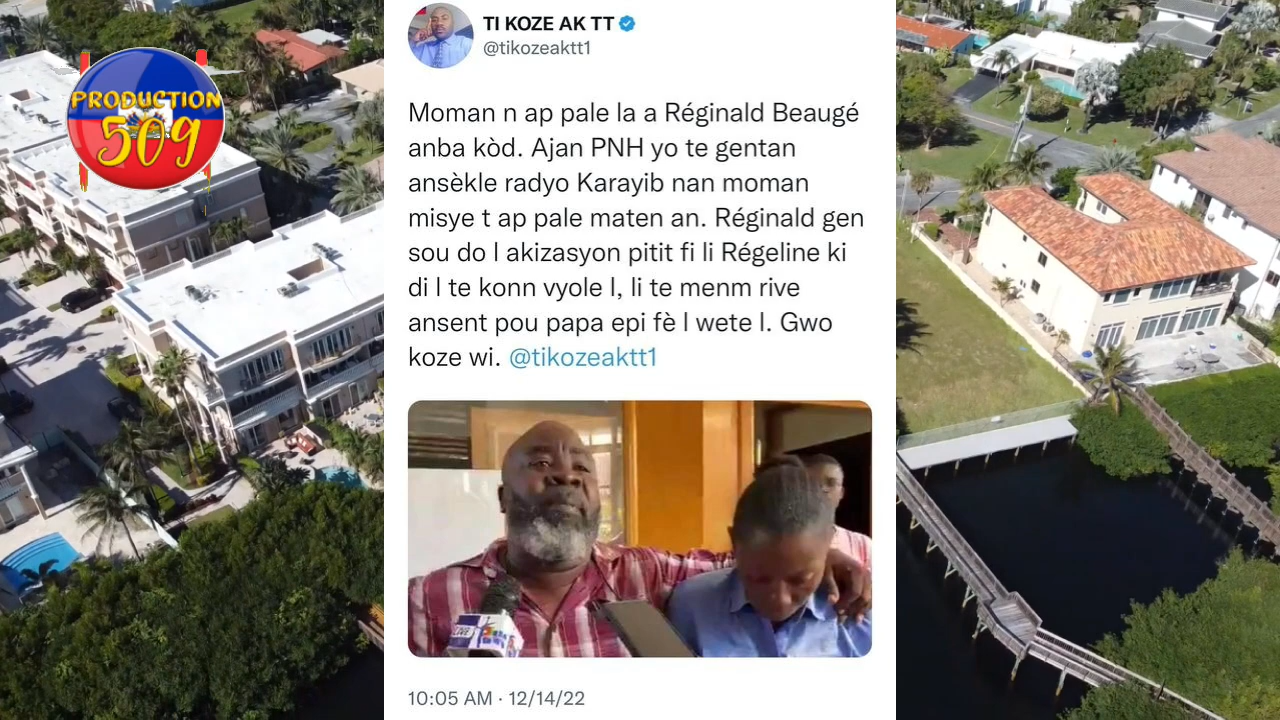 PRODUCTION
509
TI KOZE AK TT
@tikozeaktt1
Moman n ap pale la a Réginald Beaugé
anba kòd. Ajan PNH yo te gentan
ansèkle radyo Karayib nan moman
misye t ap pale maten an. Réginald gen
sou do l akizasyon pitit fi li Régeline ki
di l te konn vyole l, li te menm rive
ansent pou papa epi fè l wete l. Gwo
koze wi. @tikozeaktt1
LIVE
10:05 AM · 12/14/22